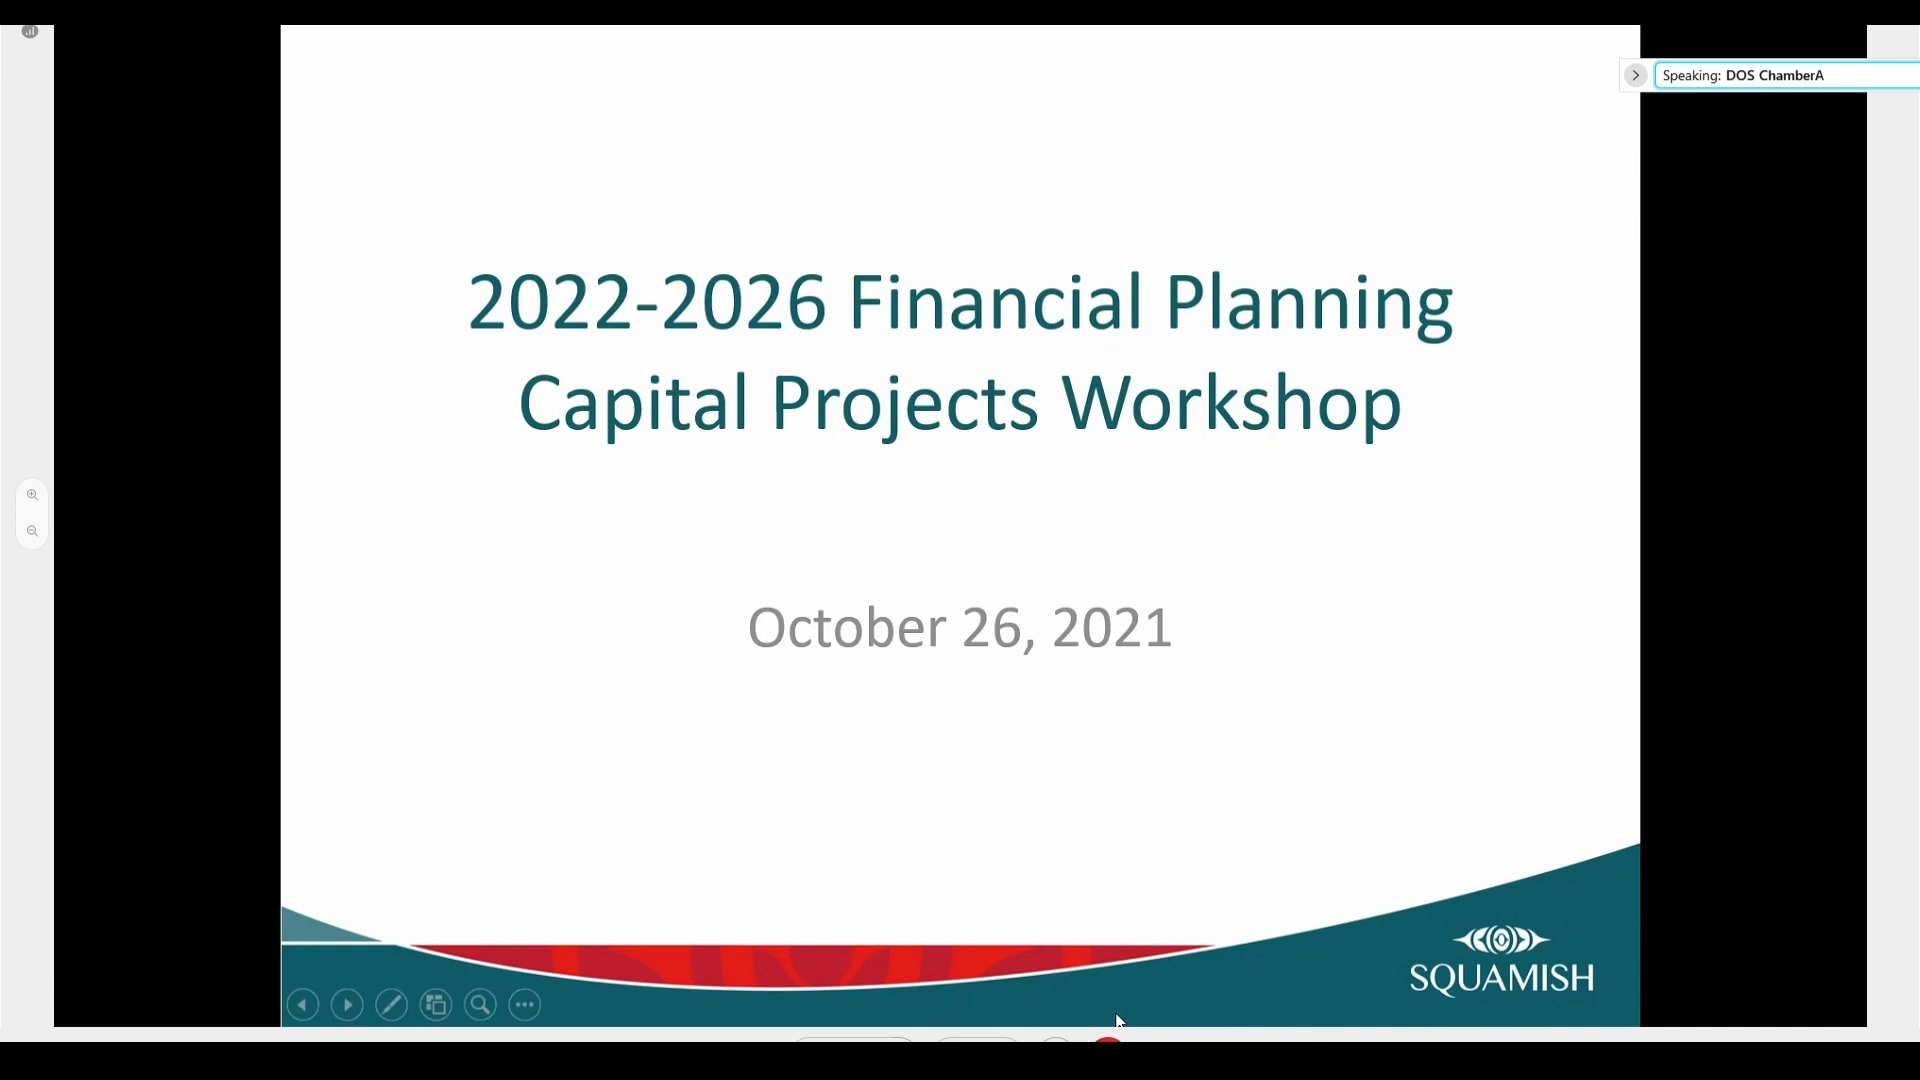 Speaking: DOS ChamberA
2022-2026 Financial Planning
Capital Projects Workshop
October 26, 2021
SQUAMISH